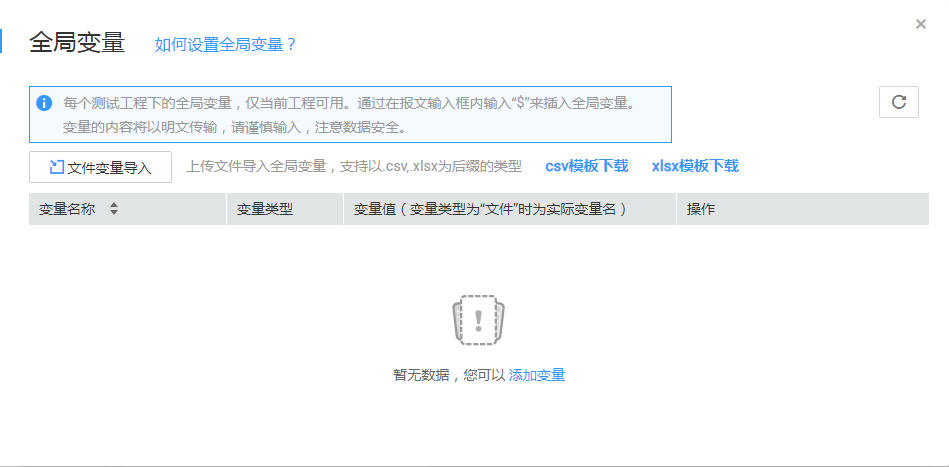 全局变量 如何设置全局变量？
每个测试工程下的全局变量，仅当前工程可用。通过在报文输入框内输入“$”来插入全局变量。
变量的内容将以明文传输，请谨慎输入，注意数据安全。
文件变量导入 上传文件导入全局变量，支持以.csv,.xlsx为后缀的类型 csv模板下载 xlsx模板下载
变量名称 变量类型 变量值（变量类型为“文件”时为实际变量名） 操作
暂无数据，您可以 添加变量